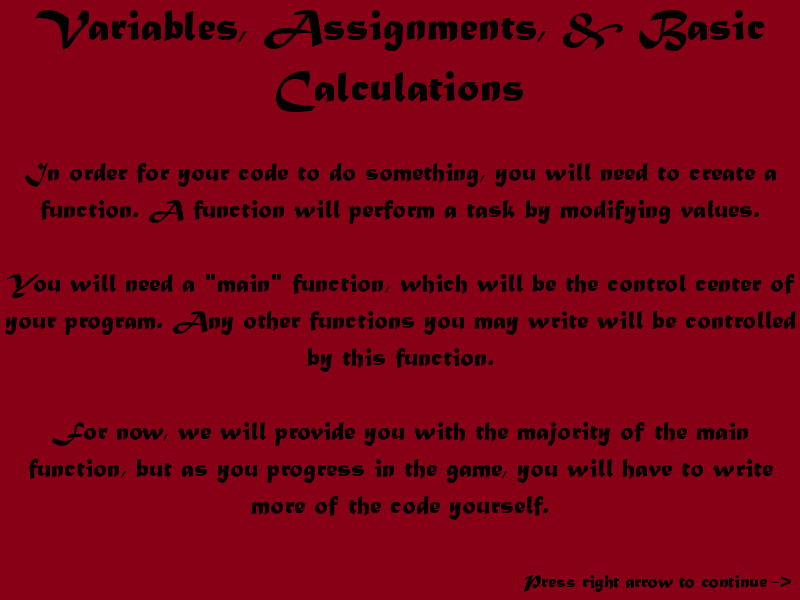 Variables, Assignments, & Basic
Calculations
In order for your code to do something, you will need to create a
function. A function will perform a task by modifying values.
You will need a "main" function, which will be the control center of
your program. Any other functions you may write will be controlled
by this function.
For now, we will provide you with the majority of the main
function, but as you progress in the game, you will have to write
more of the code yourself.
Press right arrow to continue ->